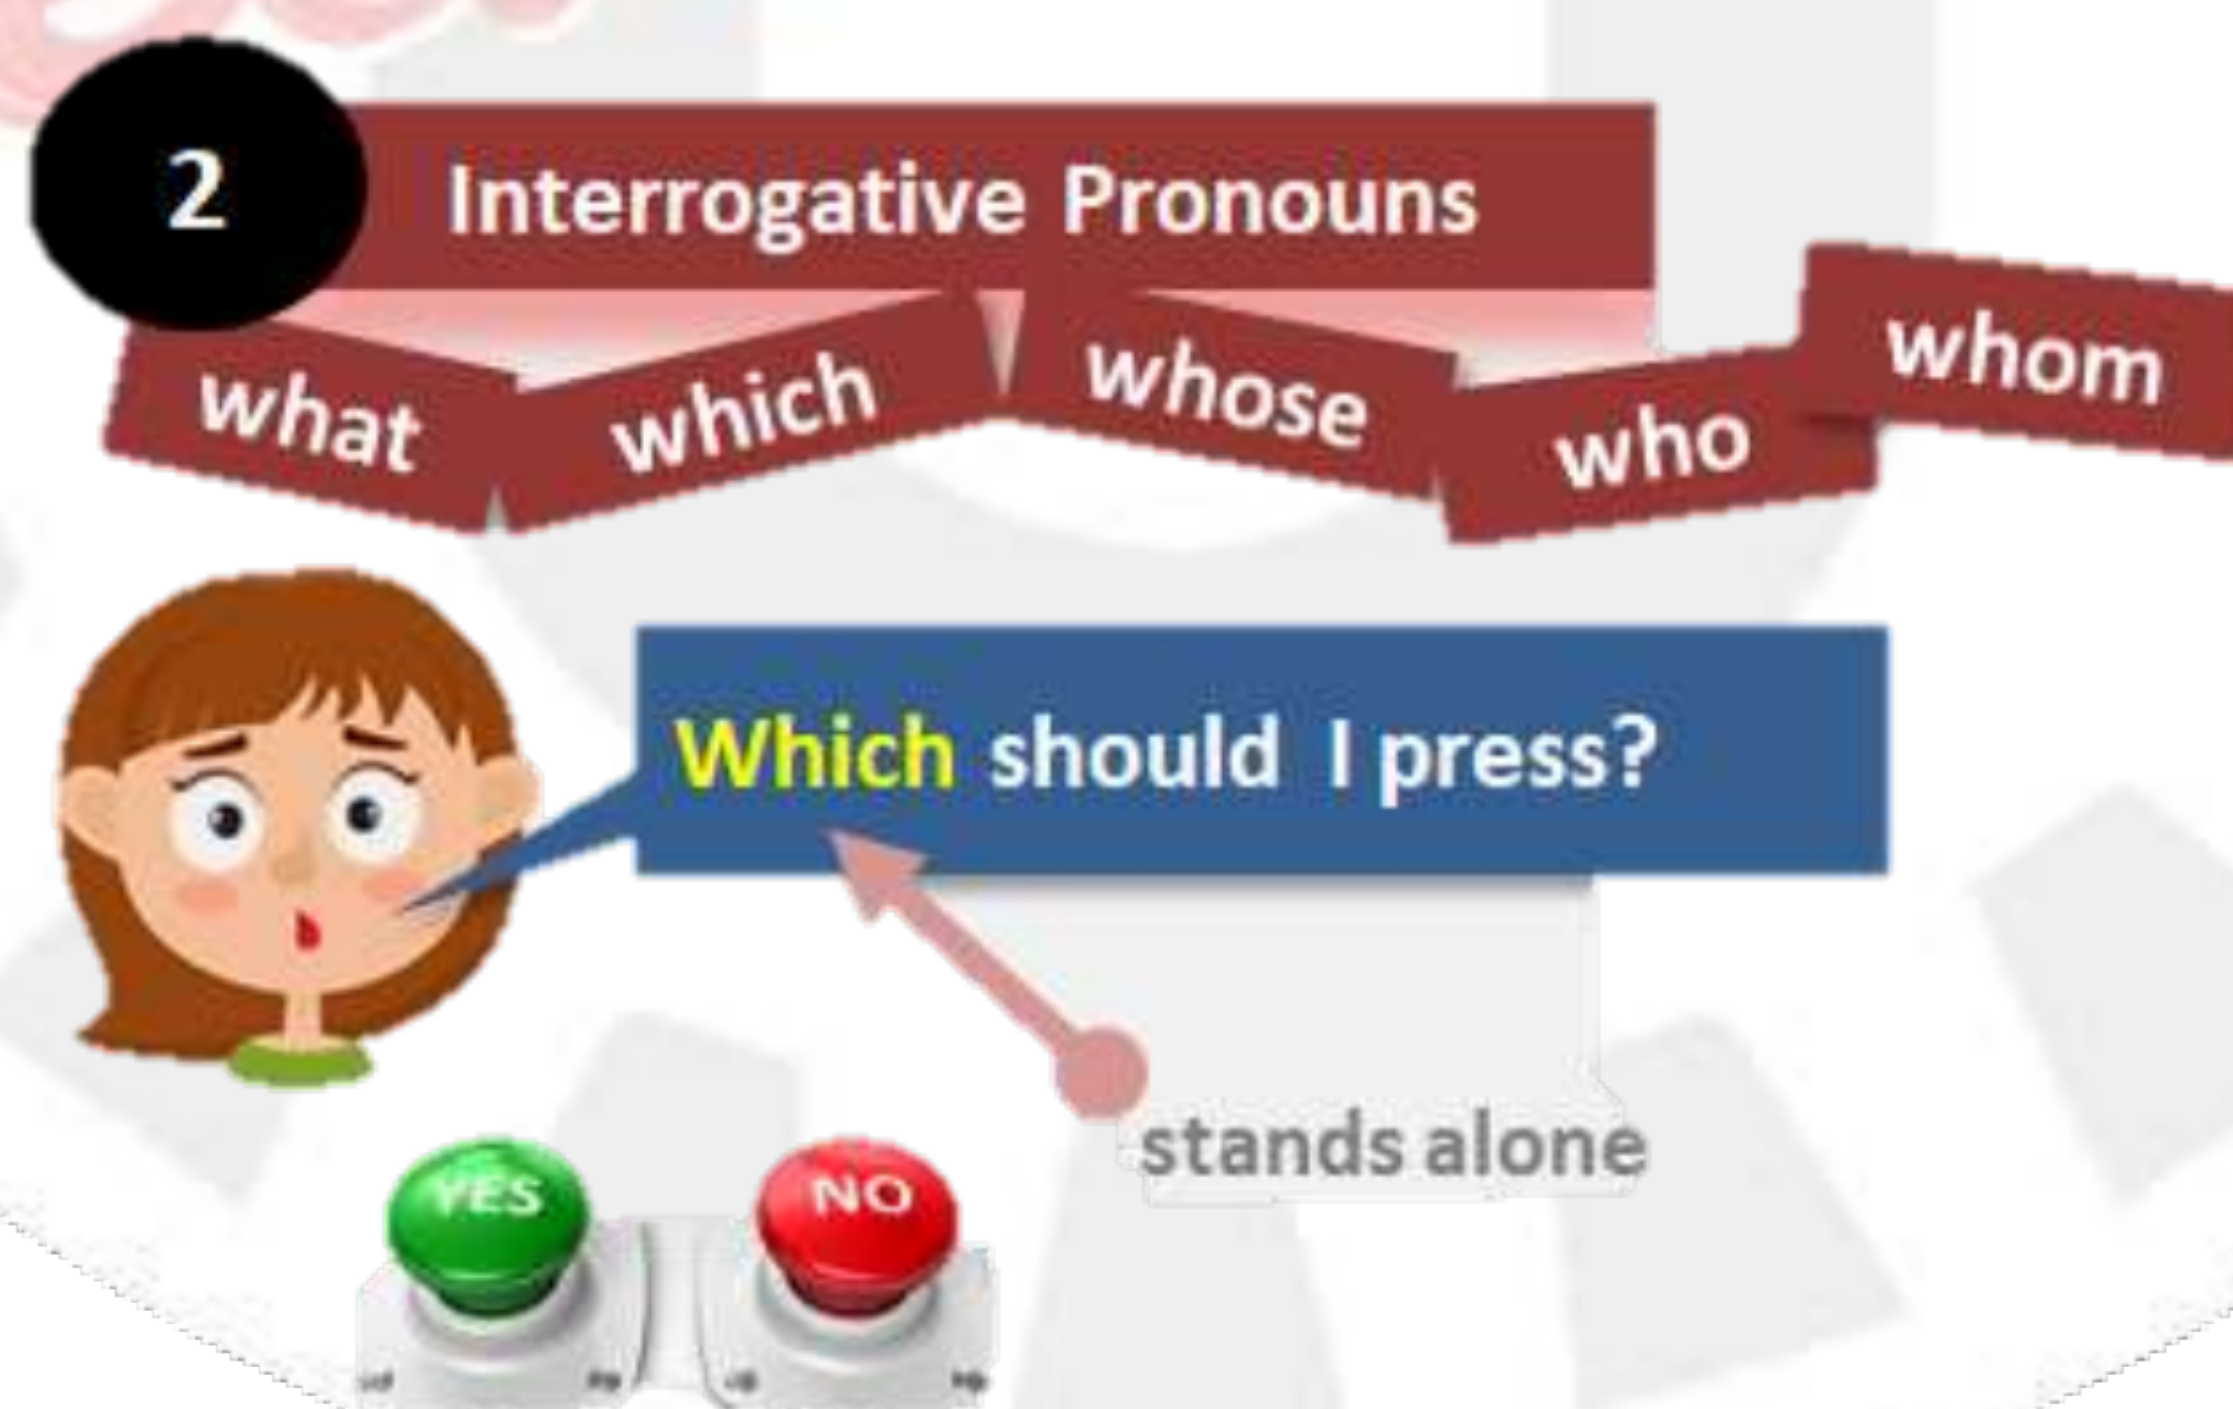 2
Interrogative Pronouns
what
which
whose
who
whom
Which should I press?
stands alone
YES
NO